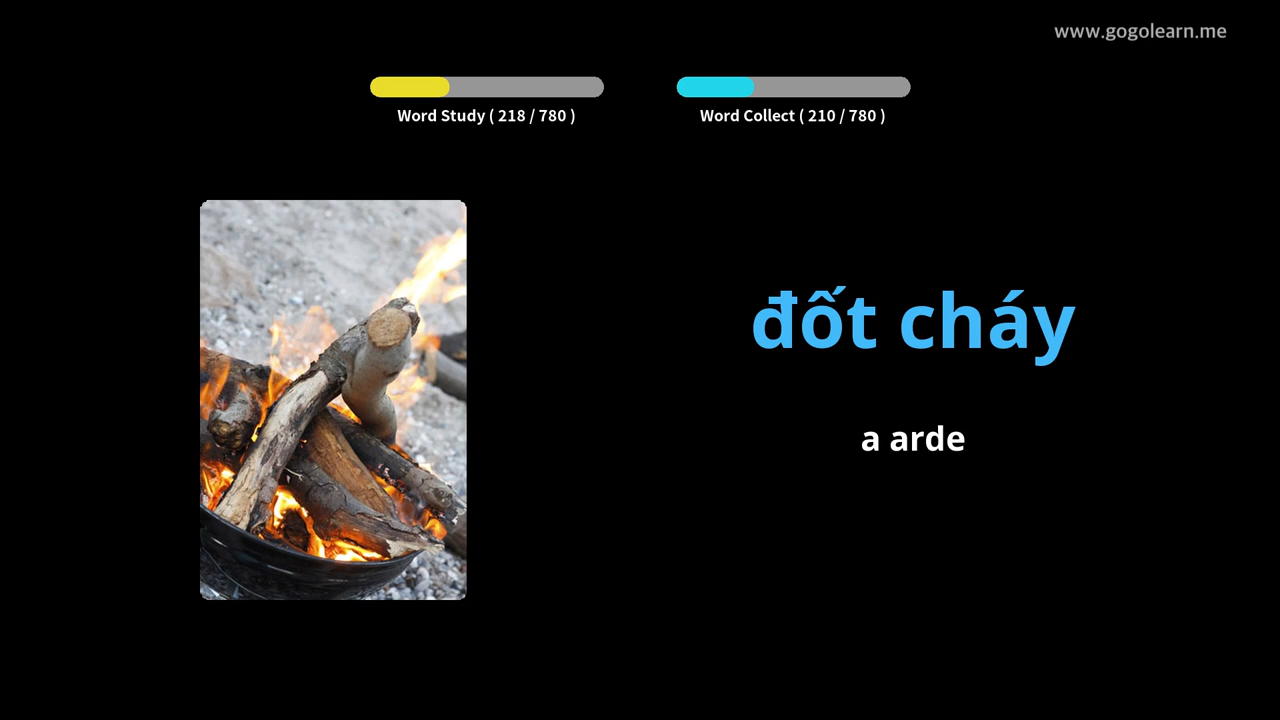 www.gogolearn.me
Word Study ( 218 / 780 )
Word Collect ( 210 / 780 )
đốt cháy
a arde